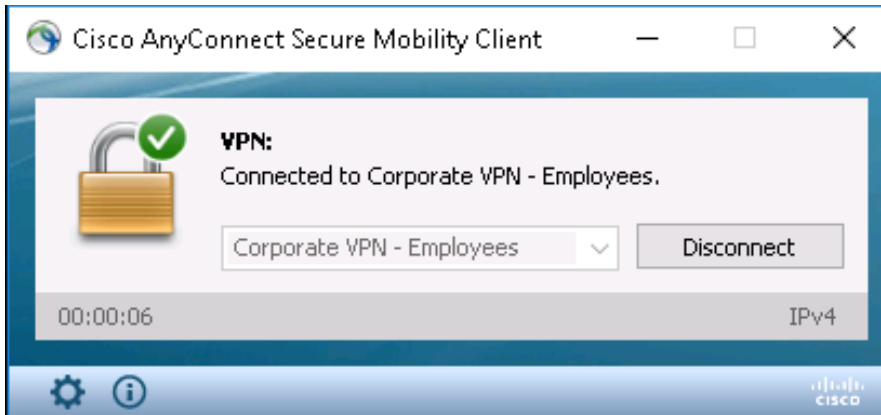 Cisco AnyConnect Secure Mobility Client
VPN:
Connected to Corporate VPN - Employees.
Corporate VPN - Employees
Disconnect
00:00:06
IPv4
CISCO